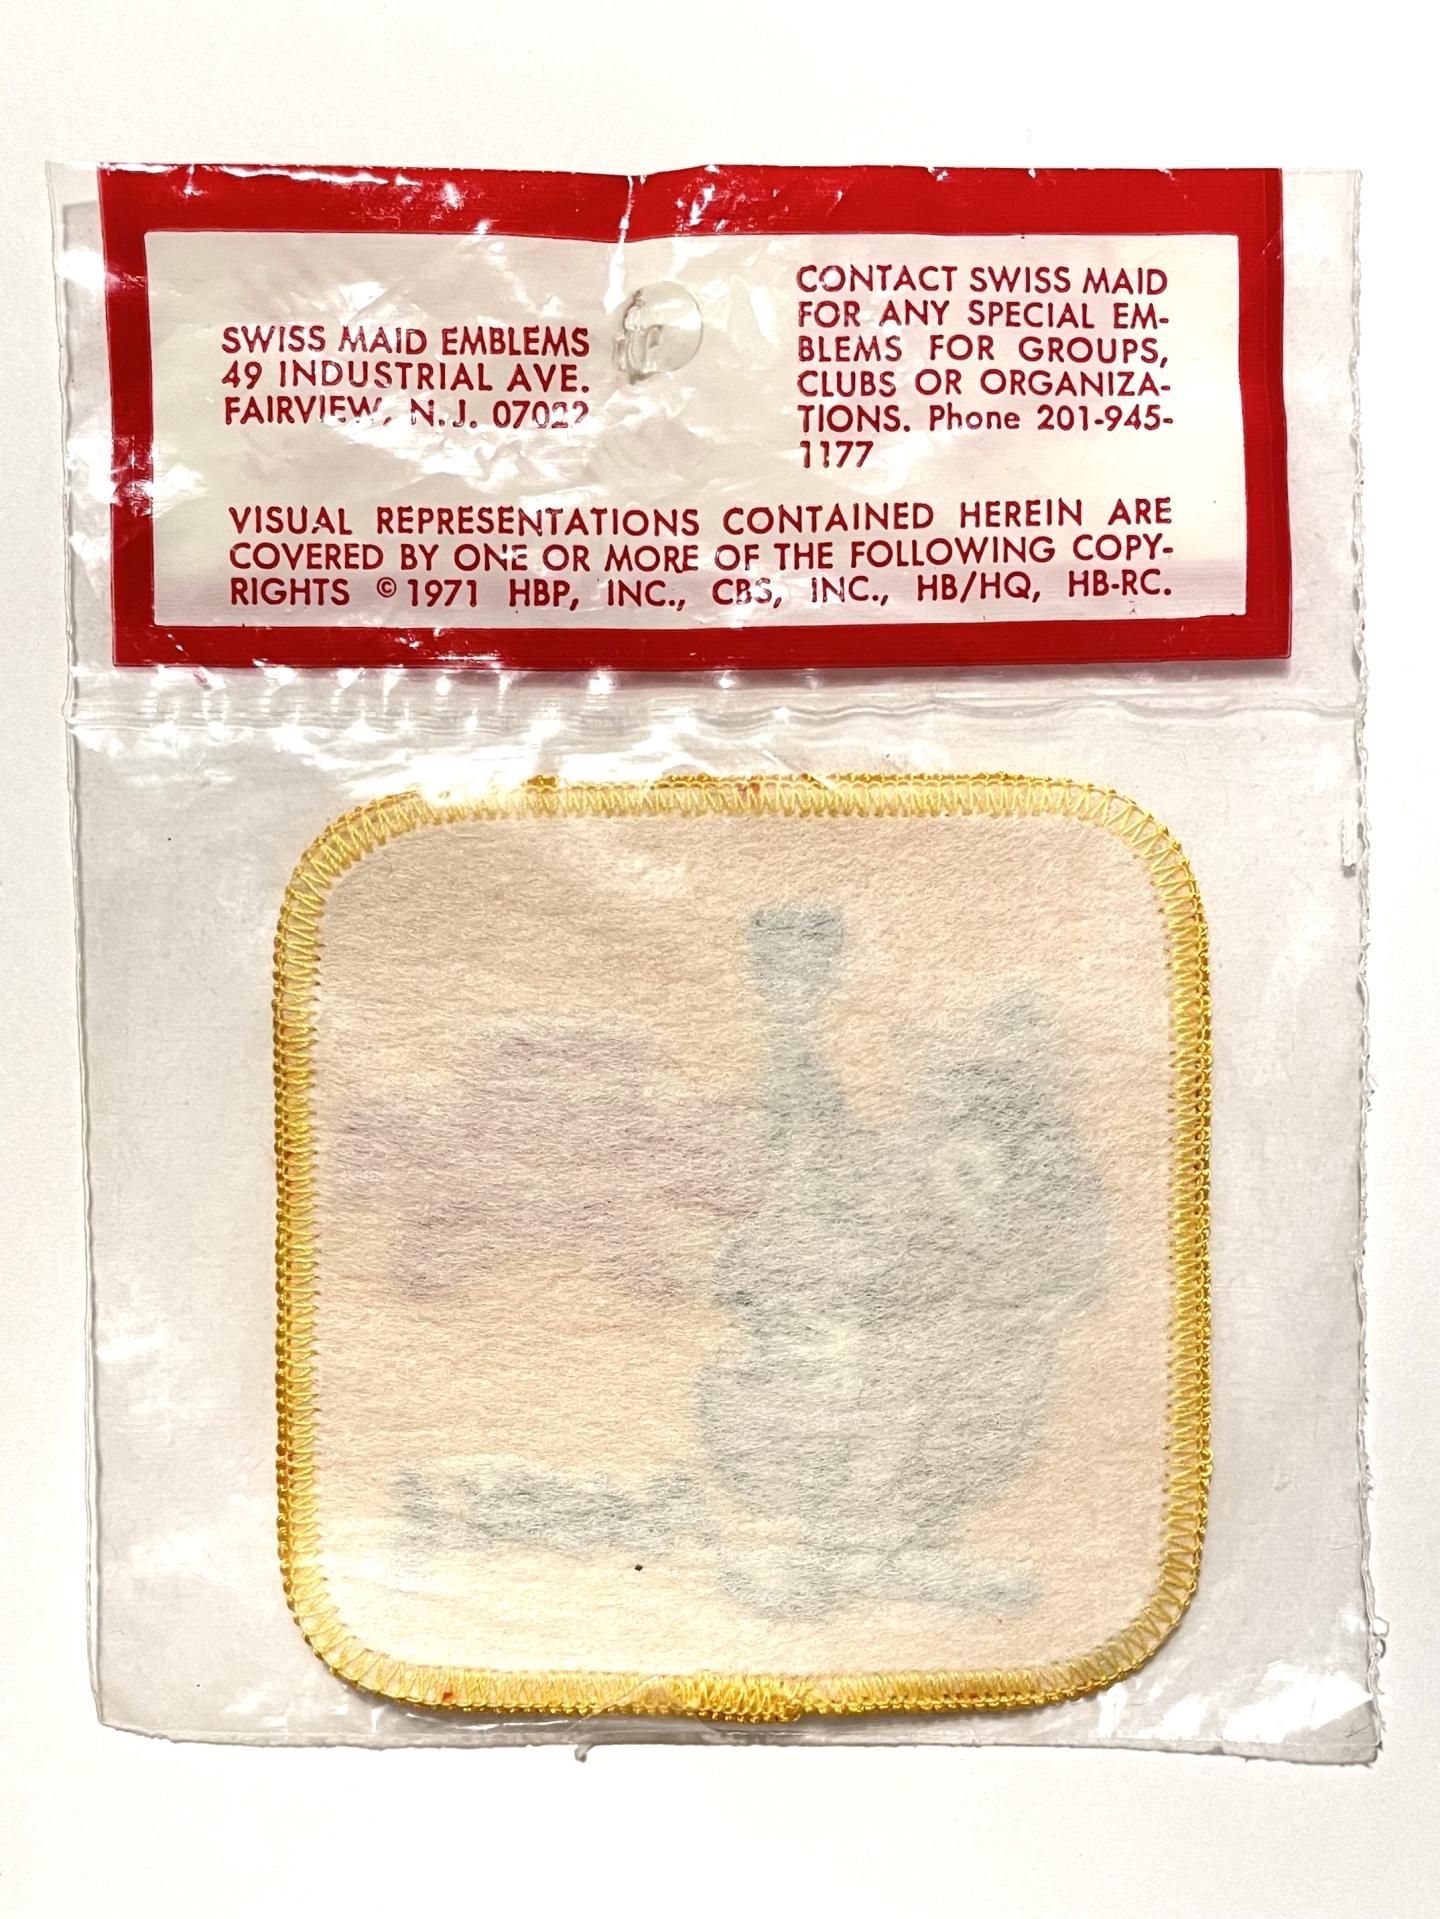 SWISS MAID EMBLEMS
49 INDUSTRIAL AVE.
FAIRVIEW, N.J. 07022
CONTACT SWISS MAID
FOR ANY SPECIAL EM-
BLEMS FOR GROUPS,
CLUBS OR ORGANIZA-
TIONS. Phone 201-945-
1177
VISUAL REPRESENTATIONS CONTAINED HEREIN ARE
COVERED BY ONE OR MORE OF THE FOLLOWING COPY-
RIGHTS ©1971 HBP, INC., CBS, INC., HB/HQ, HB-RC.